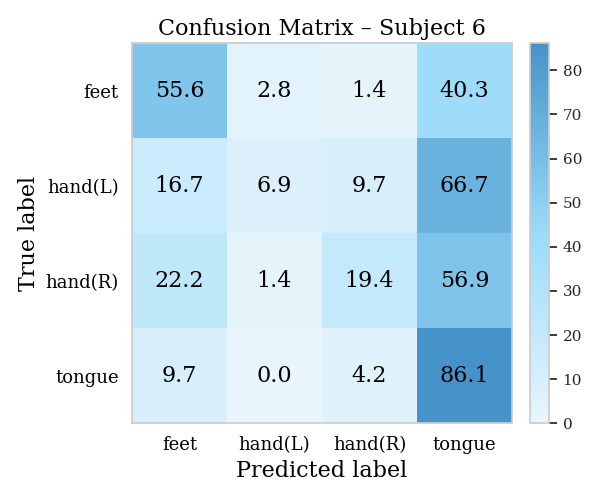 Confusion Matrix – Subject 6
True label
feet 55.6 2.8 1.4 40.3
hand(L) 16.7 6.9 9.7 66.7
hand(R) 22.2 1.4 19.4 56.9
tongue 9.7 0.0 4.2 86.1
feet hand(L) hand(R) tongue
Predicted label
80
70
60
50
40
30
20
10
0